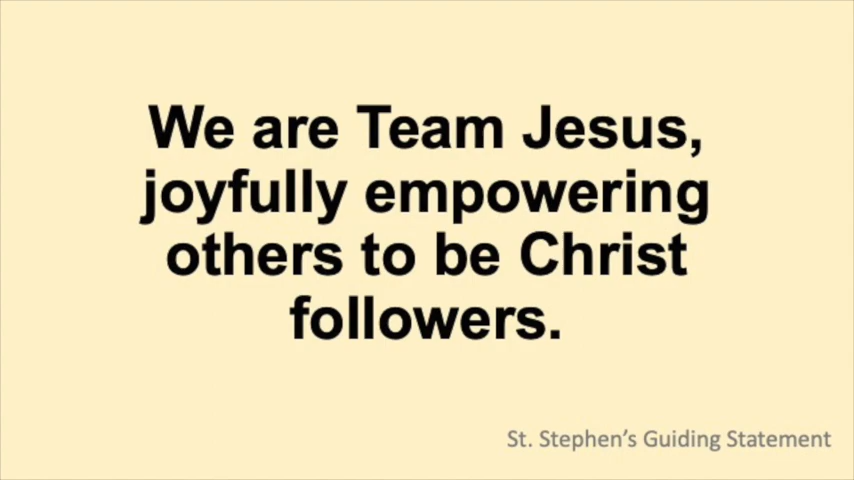 We are Team Jesus,
joyfully empowering
others to be Christ
followers.
St. Stephen’s Guiding Statement